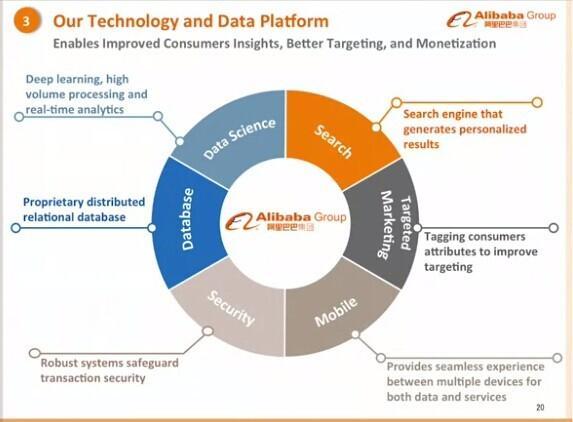 3
Our Technology and Data Platform
Alibaba Group
阿里巴巴集团
Enables Improved Consumers Insights, Better Targeting, and Monetization
Deep learning, high
volume processing and
real-time analytics
Data Science
Search
Search engine that
generates personalized
results
Proprietary distributed
relational database
Database
Alibaba Group
阿里巴巴集团
Targeted
Marketing
Tagging consumers
attributes to improve
targeting
Security
Mobile
Robust systems safeguard
transaction security
Provides seamless experience
between multiple devices for
both data and services
20